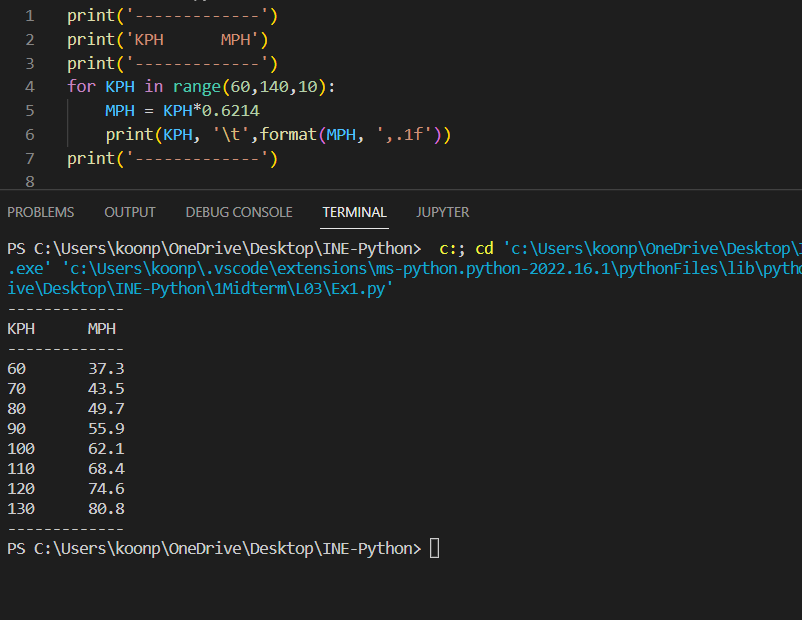 1 print('-------------')
2 print('KPH      MPH')
3 print('-------------')
4 for KPH in range(60,140,10):
5     MPH = KPH*0.6214
6     print(KPH, '\t',format(MPH, ',.1f'))
7 print('-------------')
8
PROBLEMS OUTPUT DEBUG CONSOLE TERMINAL JUPYTER
PS C:\Users\koonp\OneDrive\Desktop\INE-Python>  c:; cd 'c:\Users\koonp\OneDrive\Desktop\
.exe' 'c:\Users\koonp\.vscode\extensions\ms-python.python-2022.16.1\pythonFiles\lib\pytho
ive\Desktop\INE-Python\1Midterm\L03\Ex1.py'
-------------
KPH      MPH
-------------
60       37.3
70       43.5
80       49.7
90       55.9
100      62.1
110      68.4
120      74.6
130      80.8
-------------
PS C:\Users\koonp\OneDrive\Desktop\INE-Python>